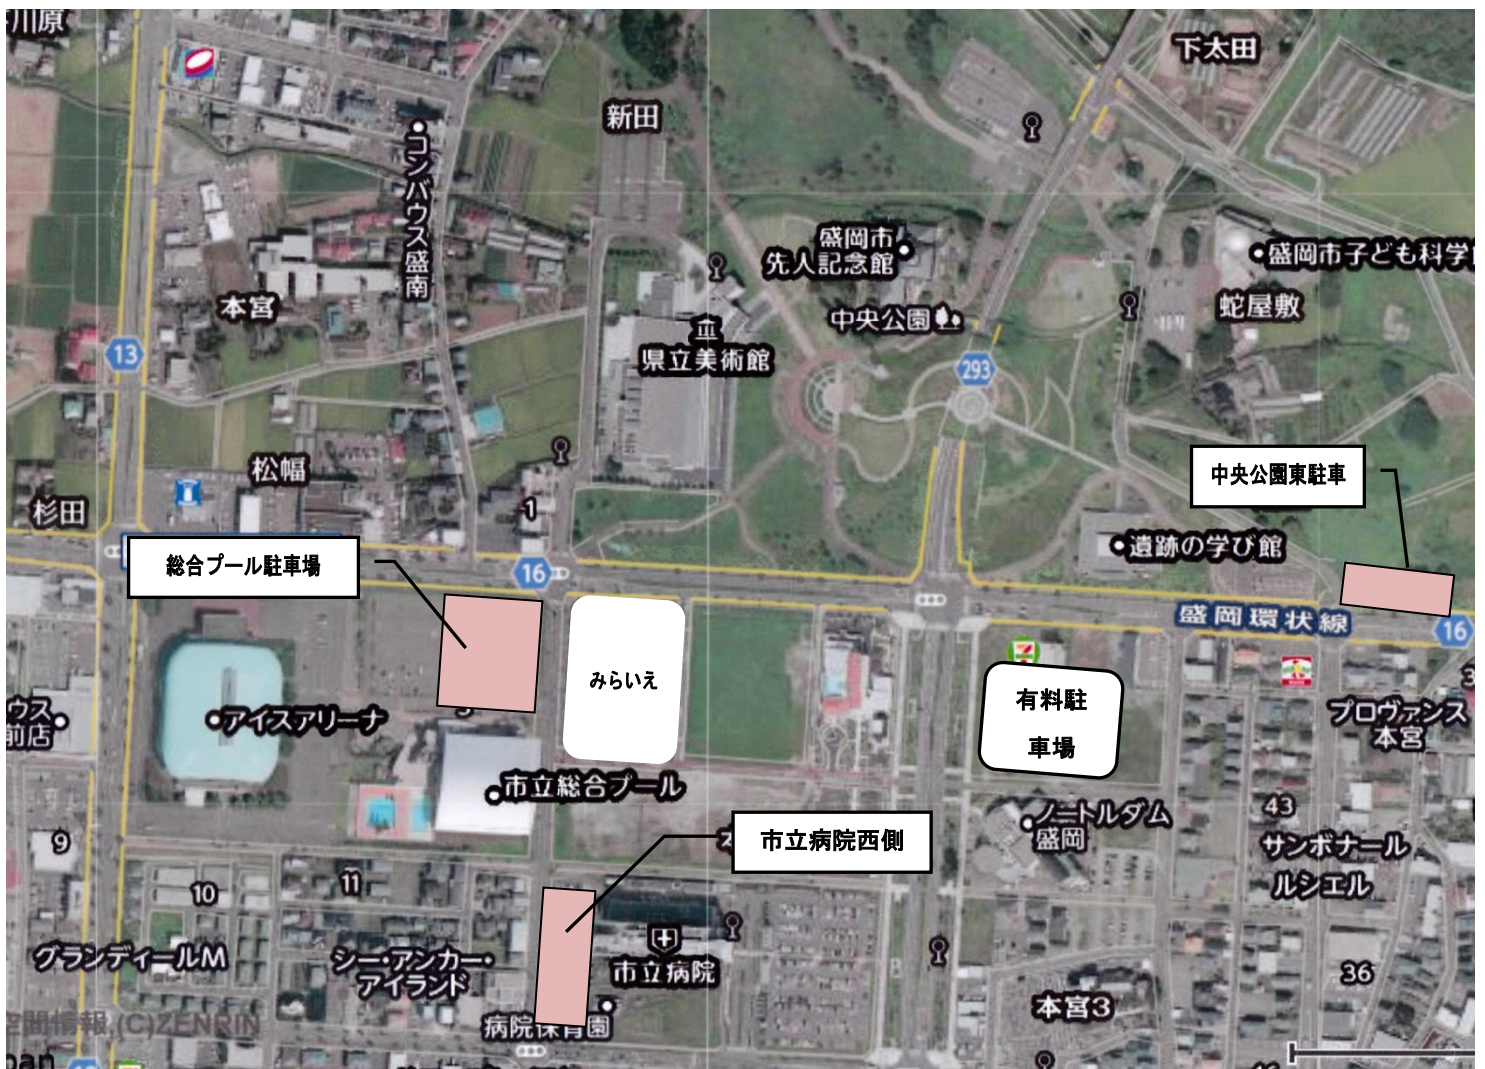 川原
下太田
新田
コンパウス盛南
盛岡市
先人記念館
盛岡市子ども科学
本宮
中央公園
蛇屋敷
県立美術館
13
293
松幅
杉田
1
中央公園東駐車
遺跡の学び館
総合プール駐車場
16
盛岡環状線
16
みらいえ
アイスアリーナ
ウス
前店
有料駐
車場
プロヴァンス
本宮
市立総合プール
ノートルダム
盛岡
43
サンボナール
ルシエル
市立病院西側
9
10
11
グランディールM
シー・アンカー・
アイランド
市立病院
36
病院保育園
本宮3
空間情報,(C)ZENRIN
pan